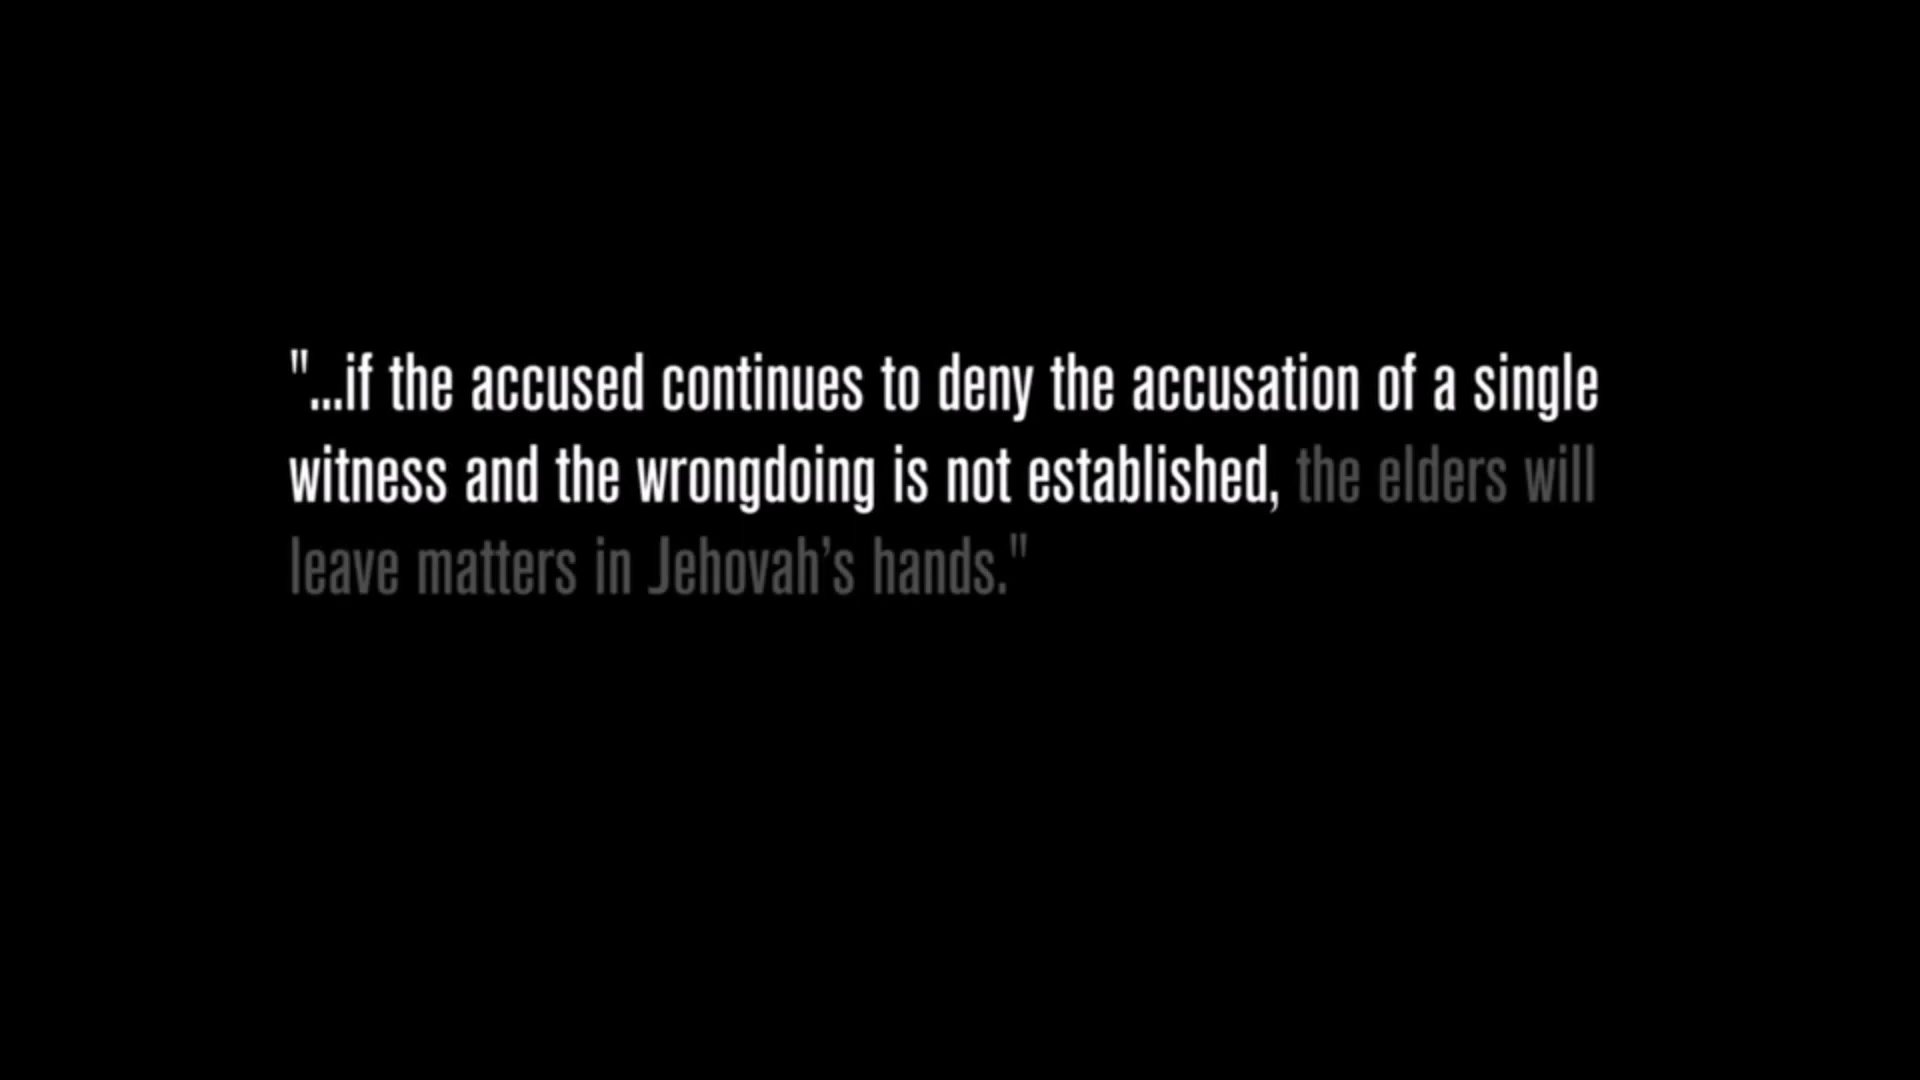 "...if the accused continues to deny the accusation of a single
witness and the wrongdoing is not established, the elders will
leave matters in Jehovah’s hands."